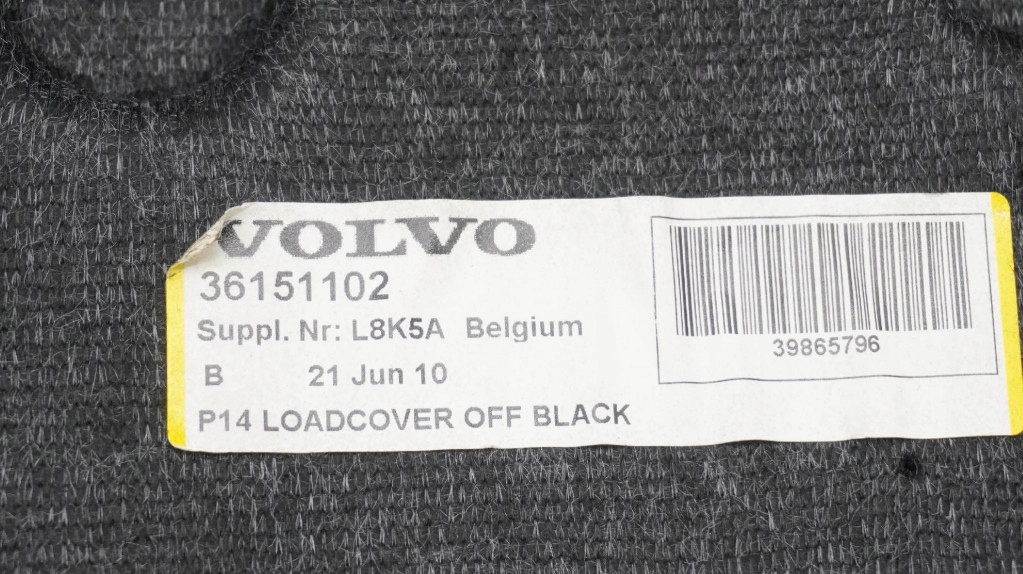 VOLVO
36151102
Suppl. Nr: L8K5A Belgium
B 21 Jun 10
P14 LOADCOVER OFF BLACK
39865796